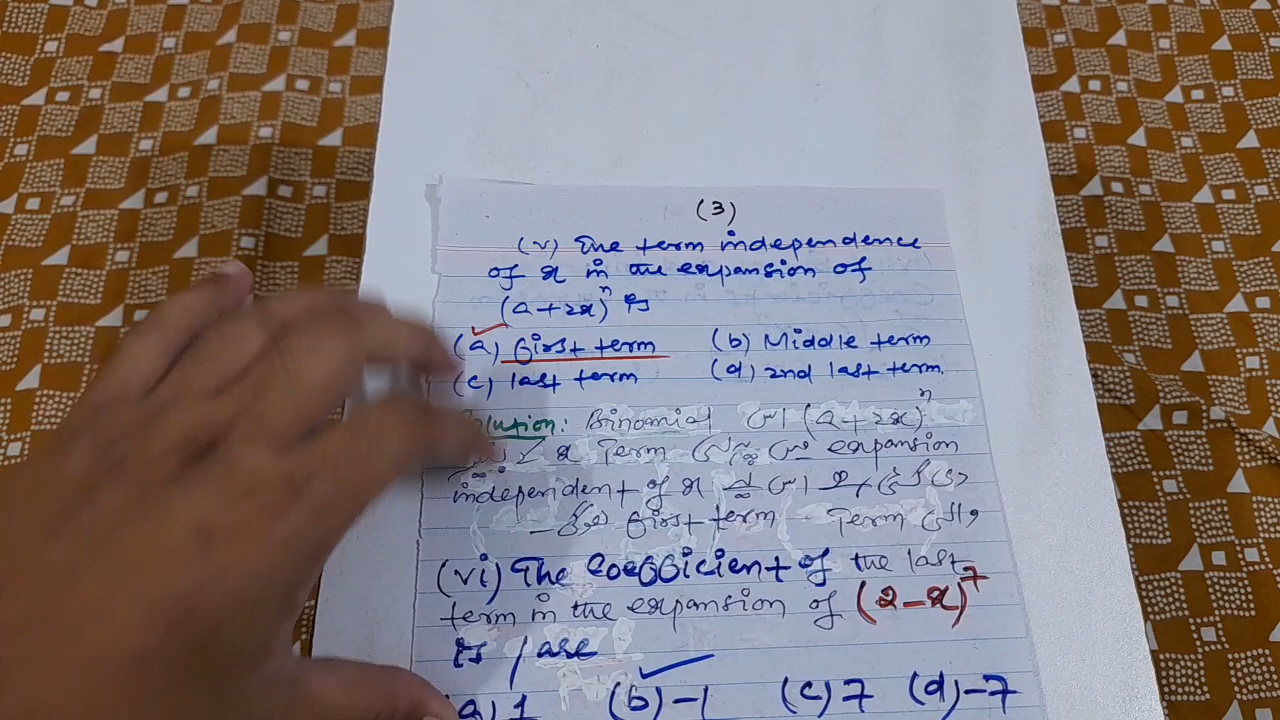 (3)
(v) The term independence
of x in the expansion of
(a+2x)ⁿ is
(a) first term (b) Middle term
(c) last term (d) 2nd last term.
Solution: Binomial کی (a+2x)ⁿ
x Term expansion
independent of x
first term Term
(vi) The coefficient of the last
term in the expansion of (2-x)⁷
is / are
(a) 1 (b) -1 (c) 7 (d) -7